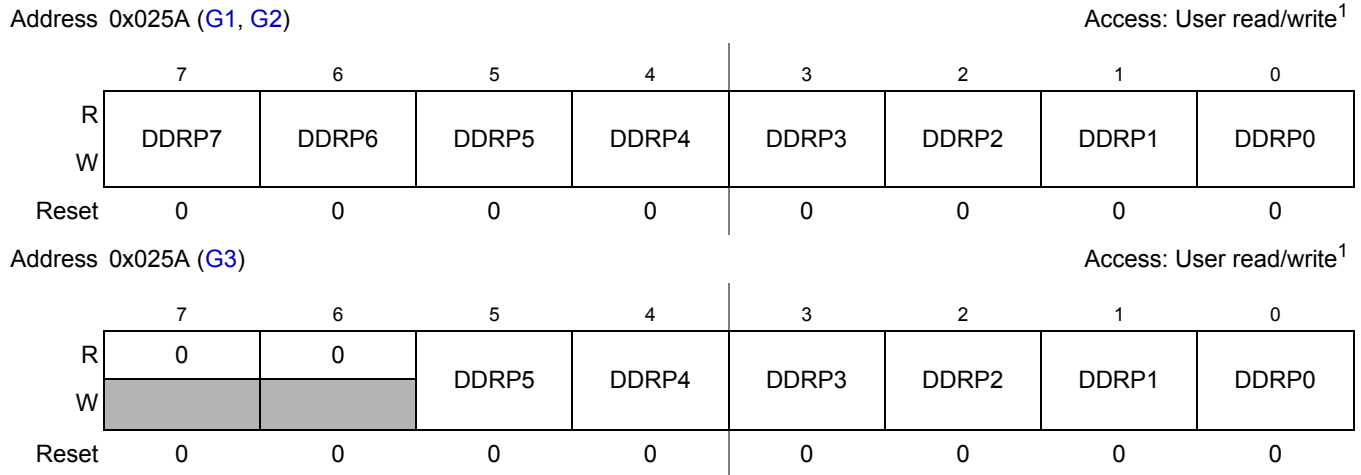 Address 0x025A (G1, G2) Access: User read/write1
7 6 5 4 3 2 1 0
R
DDRP7 DDRP6 DDRP5 DDRP4 DDRP3 DDRP2 DDRP1 DDRP0
W
Reset 0 0 0 0 0 0 0 0
Address 0x025A (G3) Access: User read/write1
7 6 5 4 3 2 1 0
R 0 0
DDRP5 DDRP4 DDRP3 DDRP2 DDRP1 DDRP0
W
Reset 0 0 0 0 0 0 0 0